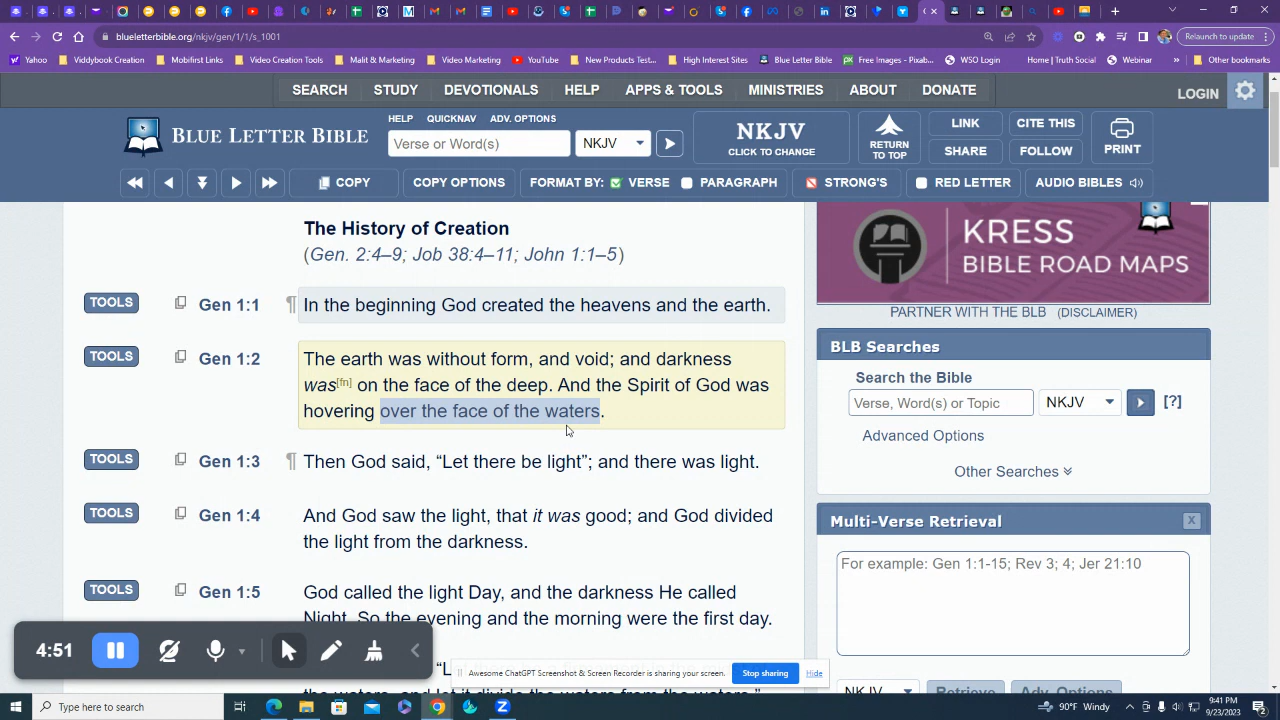 blueletterbible.org/nkjv/gen/1/1/s_1001
Relaunch to update
Yahoo
Viddybook Creation
Mobifirst Links
Video Creation Tools
Malit & Marketing
Video Marketing
YouTube
New Products Test...
High Interest Sites
Blue Letter Bible
Free Images - Pixab...
WSO Login
Home | Truth Social
Webinar
»
Other bookmarks
SEARCH STUDY DEVOTIONALS HELP APPS & TOOLS MINISTRIES ABOUT DONATE
LOGIN
BLUE LETTER BIBLE
HELP QUICKNAV ADV. OPTIONS
Verse or Word(s)
NKJV
NKJV
CLICK TO CHANGE
RETURN
TO TOP
LINK
CITE THIS
SHARE
FOLLOW
PRINT
COPY
COPY OPTIONS
FORMAT BY: VERSE PARAGRAPH
STRONG'S
RED LETTER
AUDIO BIBLES
The History of Creation
(Gen. 2:4–9; Job 38:4–11; John 1:1–5)
TOOLS Gen 1:1 ¶ In the beginning God created the heavens and the earth.
TOOLS Gen 1:2 The earth was without form, and void; and darkness
was[fn] on the face of the deep. And the Spirit of God was
hovering over the face of the waters.
TOOLS Gen 1:3 ¶ Then God said, “Let there be light”; and there was light.
TOOLS Gen 1:4 And God saw the light, that it was good; and God divided
the light from the darkness.
TOOLS Gen 1:5 God called the light Day, and the darkness He called
Night. So the evening and the morning were the first day.
KRESS
BIBLE ROAD MAPS
PARTNER WITH THE BLB (DISCLAIMER)
BLB Searches
Search the Bible
Verse, Word(s) or Topic
NKJV
[?]
Advanced Options
Other Searches
Multi-Verse Retrieval
X
For example: Gen 1:1-15; Rev 3; 4; Jer 21:10
NKJV
Retrieve
Adv. Options
4:51
Awesome ChatGPT Screenshot & Screen Recorder is sharing your screen.
Stop sharing
Hide
Type here to search
90°F Windy
9:41 PM
9/23/2023
2